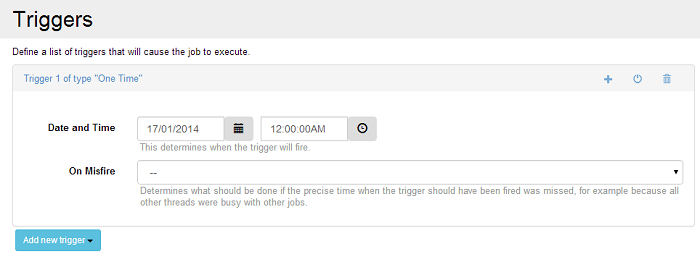 Triggers
Define a list of triggers that will cause the job to execute.
Trigger 1 of type "One Time"
Date and Time 17/01/2014 12:00:00AM
This determines when the trigger will fire.
On Misfire --
Determines what should be done if the precise time when the trigger should have been fired was missed, for example because all
other threads were busy with other jobs.
Add new trigger